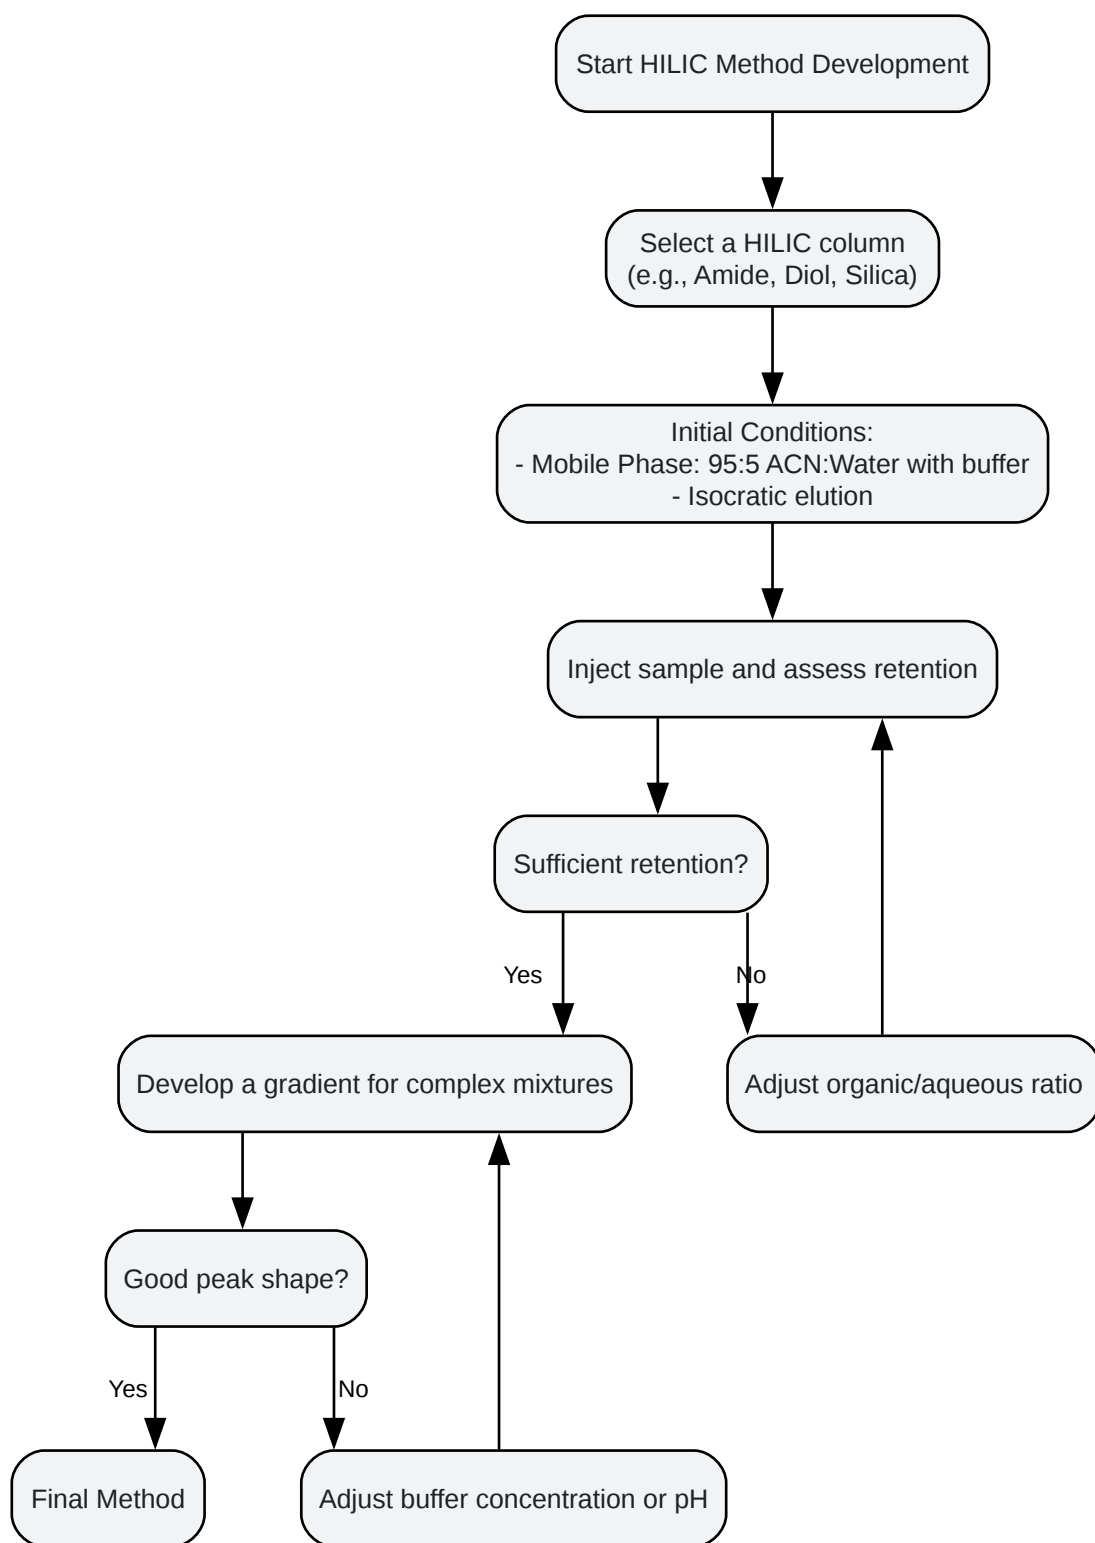 Start HILIC Method Development
Select a HILIC column
(e.g., Amide, Diol, Silica)
Initial Conditions:
- Mobile Phase: 95:5 ACN:Water with buffer
- Isocratic elution
Inject sample and assess retention
Sufficient retention?
Yes
No
Develop a gradient for complex mixtures
Adjust organic/aqueous ratio
Good peak shape?
Yes
No
Final Method
Adjust buffer concentration or pH